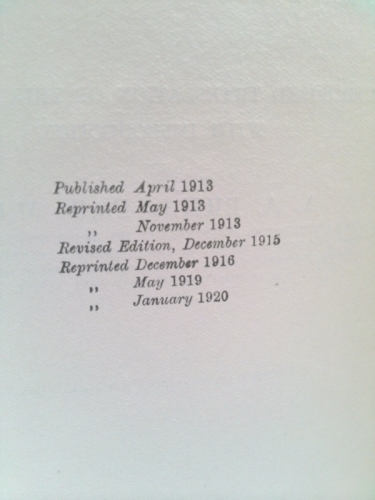 Published April 1913
Reprinted May 1913
„ November 1913
Revised Edition, December 1915
Reprinted December 1916
„ May 1919
„ January 1920